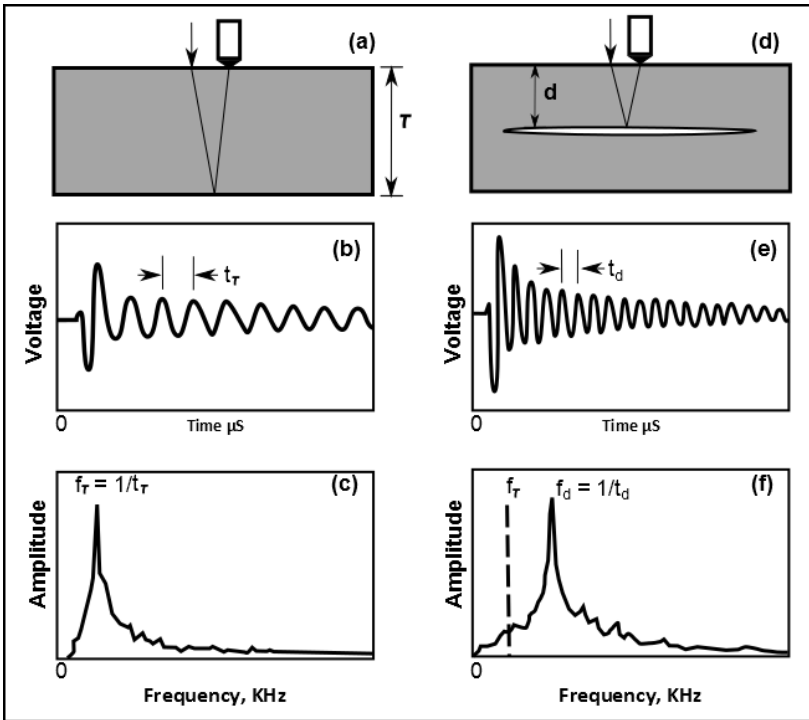 (a)
T
(d)
d
(b)
t_T
Voltage
0
Time µS
(e)
t_d
Voltage
0
Time µS
f_T = 1/t_T
(c)
Amplitude
0
Frequency, KHz
f_T
f_d = 1/t_d
(f)
Amplitude
0
Frequency, KHz